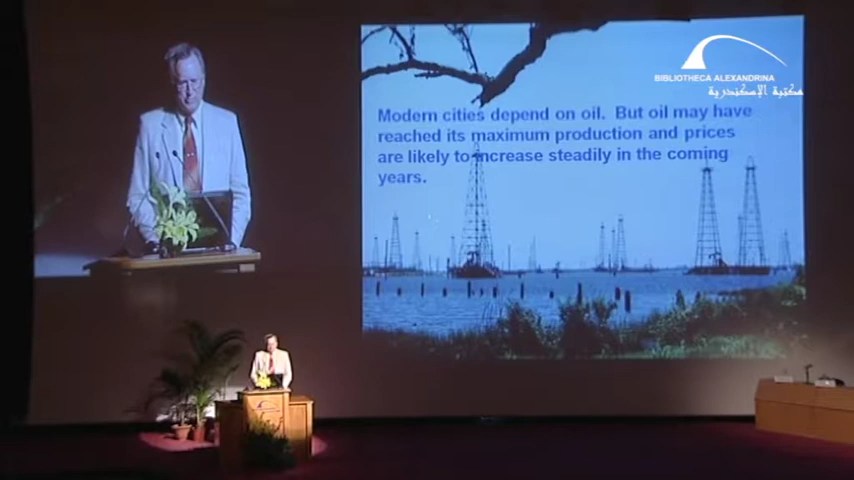 BIBLIOTHECA ALEXANDRINA
مكتبة الإسكندرية
Modern cities depend on oil. But oil may have
reached its maximum production and prices
are likely to increase steadily in the coming
years.